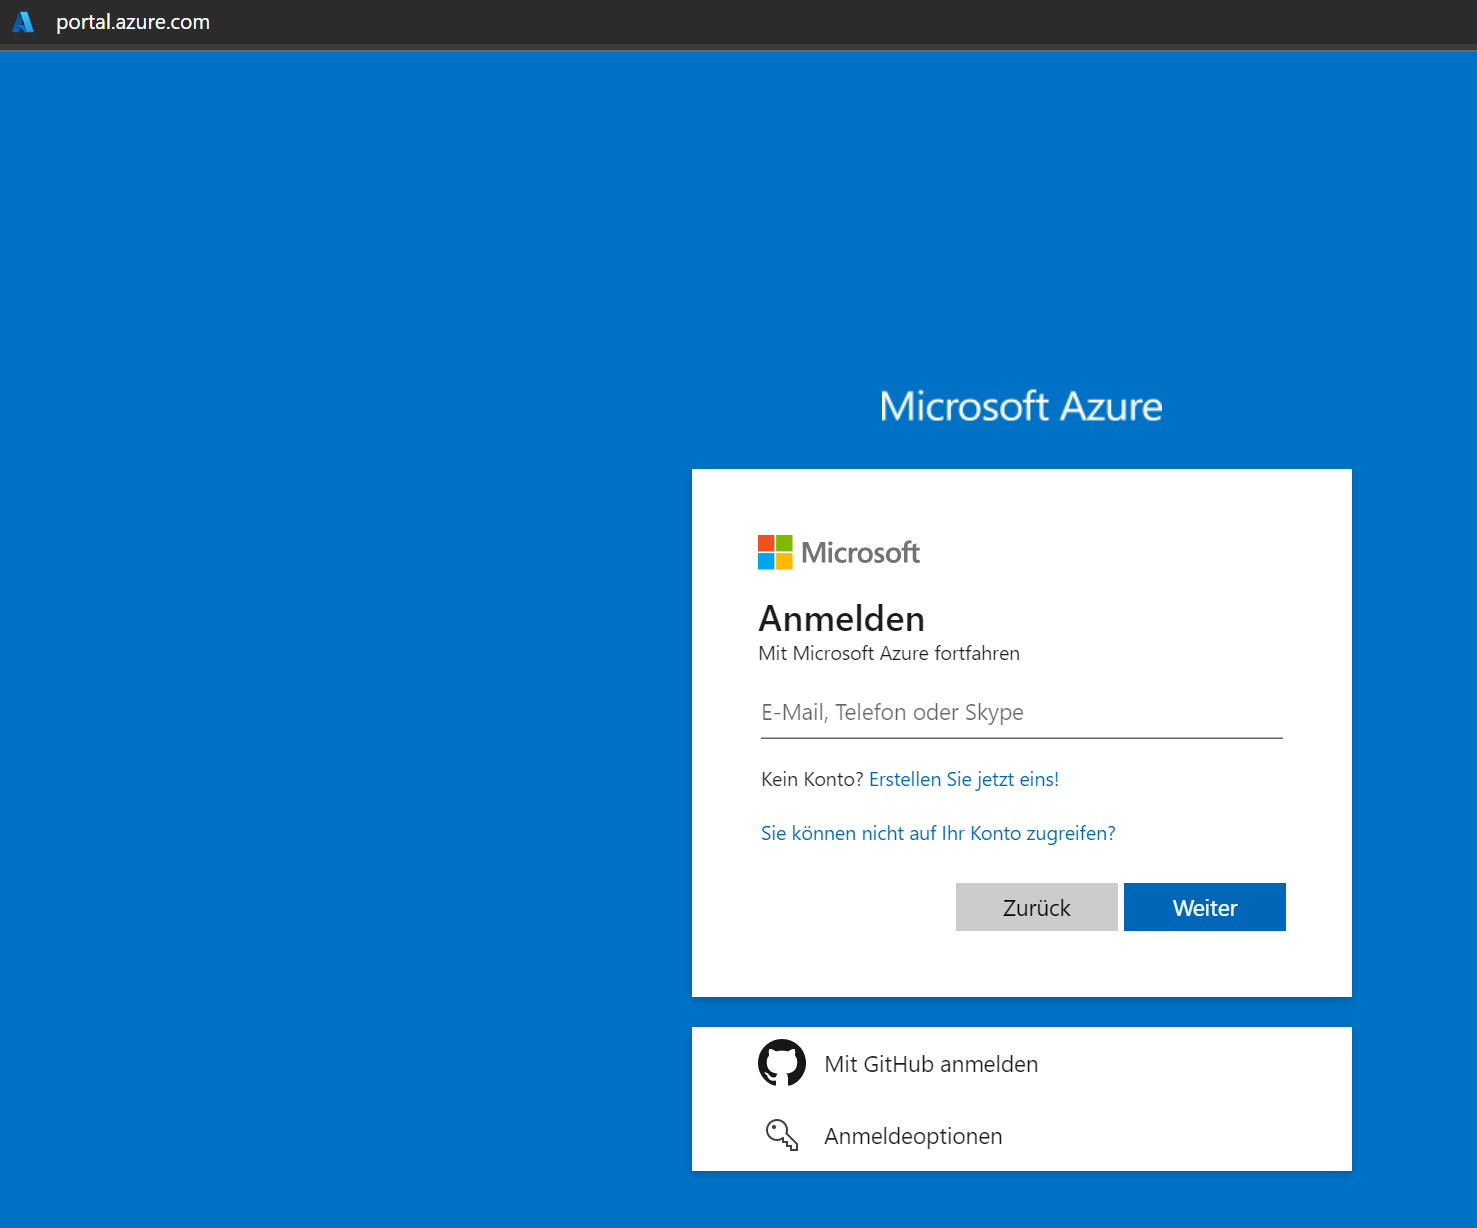 portal.azure.com
Microsoft Azure
Microsoft
Anmelden
Mit Microsoft Azure fortfahren
E-Mail, Telefon oder Skype
Kein Konto? Erstellen Sie jetzt eins!
Sie können nicht auf Ihr Konto zugreifen?
Zurück Weiter
Mit GitHub anmelden
Anmeldeoptionen